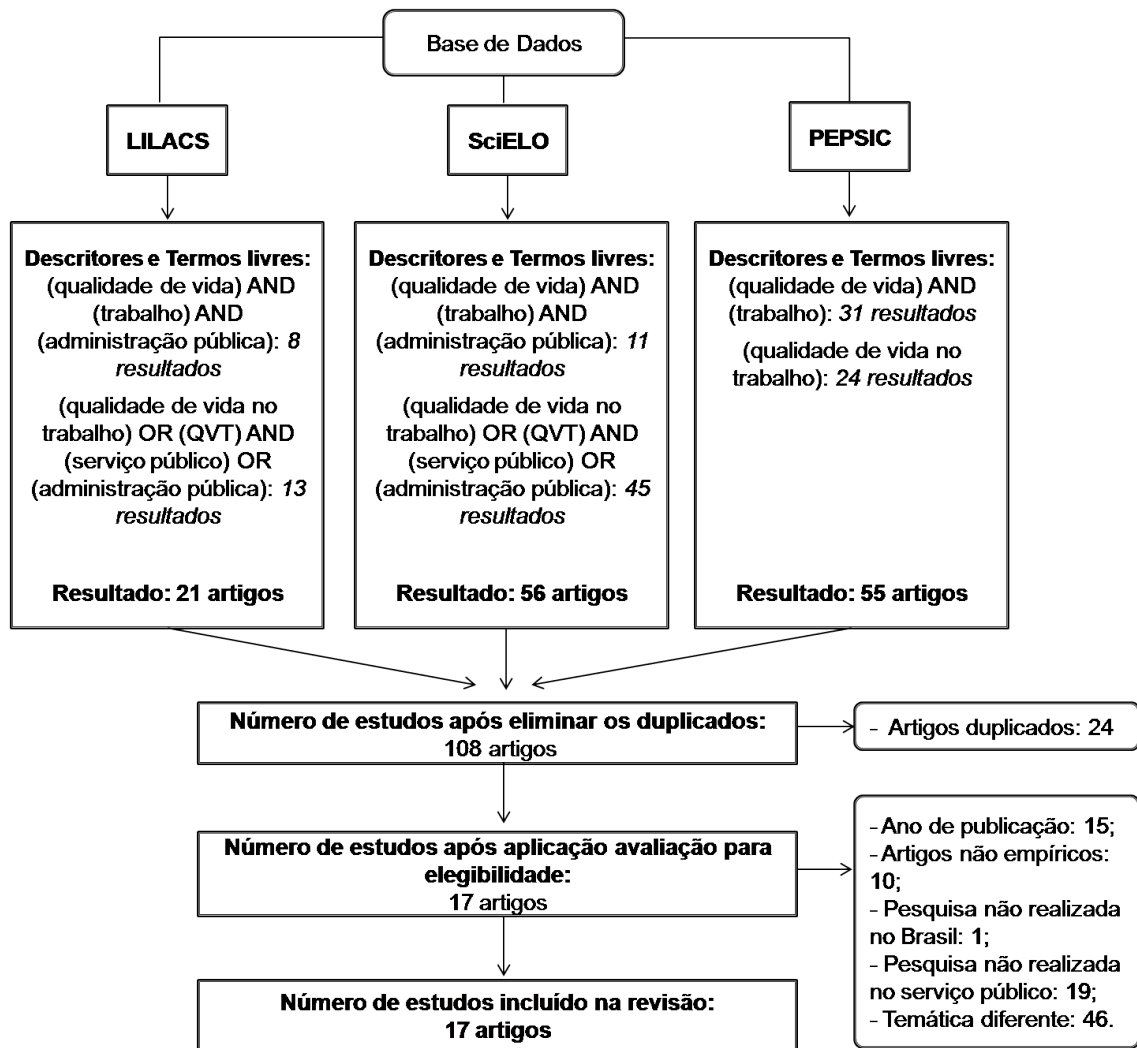 Base de Dados
LILACS
SciELO
PEPSIC
Descritores e Termos livres:
(qualidade de vida) AND
(trabalho) AND
(administração pública): 8
resultados
(qualidade de vida no
trabalho) OR (QVT) AND
(serviço público) OR
(administração pública): 13
resultados
Resultado: 21 artigos
Descritores e Termos livres:
(qualidade de vida) AND
(trabalho) AND
(administração pública): 11
resultados
(qualidade de vida no
trabalho) OR (QVT) AND
(serviço público) OR
(administração pública): 45
resultados
Resultado: 56 artigos
Descritores e Termos livres:
(qualidade de vida) AND
(trabalho): 31 resultados
(qualidade de vida no
trabalho): 24 resultados
Resultado: 55 artigos
Número de estudos após eliminar os duplicados:
108 artigos
- Artigos duplicados: 24
Número de estudos após aplicação avaliação para
elegibilidade:
17 artigos
- Ano de publicação: 15;
- Artigos não empíricos:
10;
- Pesquisa não realizada
no Brasil: 1;
- Pesquisa não realizada
no serviço público: 19;
- Temática diferente: 46.
Número de estudos incluído na revisão:
17 artigos